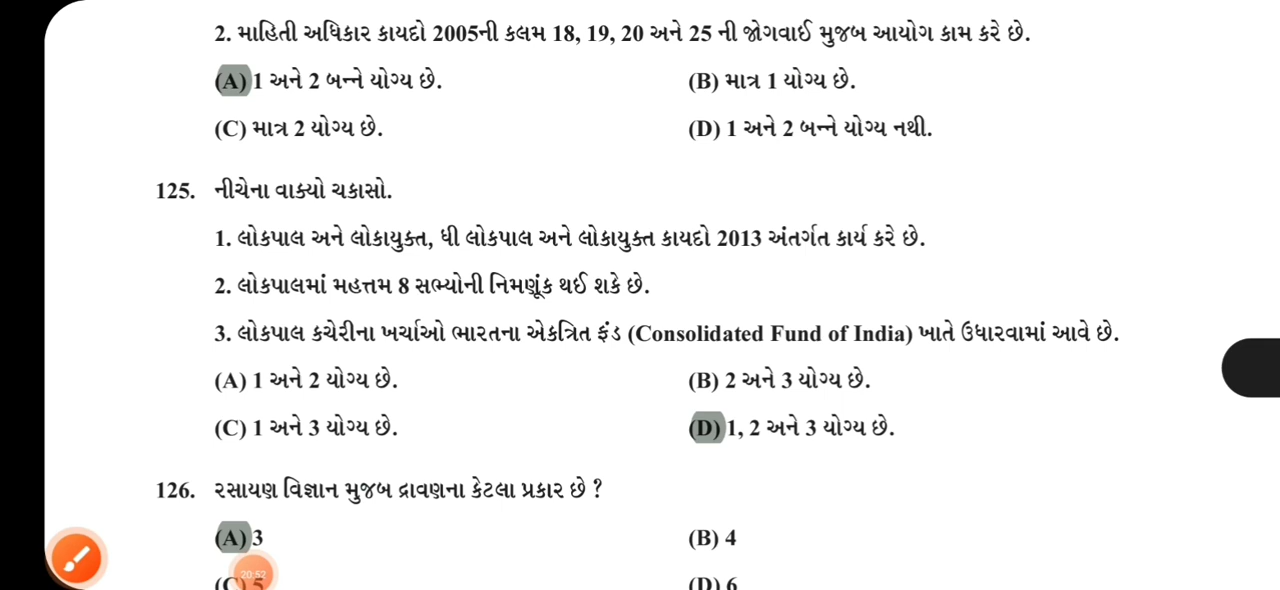 2. માહિતી અધિકાર કાયદો 2005ની કલમ 18, 19, 20 અને 25 ની જોગવાઈ મુજબ આયોગ કામ કરે છે.
(A) 1 અને 2 બન્ને યોગ્ય છે. (B) માત્ર 1 યોગ્ય છે.
(C) માત્ર 2 યોગ્ય છે. (D) 1 અને 2 બન્ને યોગ્ય નથી.
125. નીચેના વાક્યો ચકાસો.
1. લોકપાલ અને લોકાયુક્ત, ધી લોકપાલ અને લોકાયુક્ત કાયદો 2013 અંતર્ગત કાર્ય કરે છે.
2. લોકપાલમાં મહત્તમ 8 સભ્યોની નિમણૂંક થઈ શકે છે.
3. લોકપાલ કચેરીના ખર્ચાઓ ભારતના એકત્રિત ફંડ (Consolidated Fund of India) ખાતે ઉધારવામાં આવે છે.
(A) 1 અને 2 યોગ્ય છે. (B) 2 અને 3 યોગ્ય છે.
(C) 1 અને 3 યોગ્ય છે. (D) 1, 2 અને 3 યોગ્ય છે.
126. રસાયણ વિજ્ઞાન મુજબ દ્રાવણના કેટલા પ્રકાર છે ?
(A) 3 (B) 4
(C) 5 (D) 6
20:52